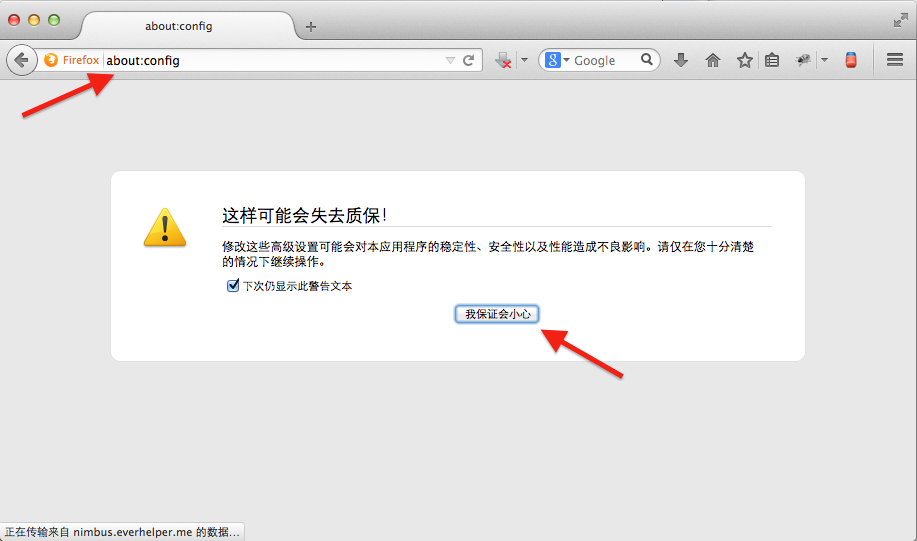 about:config
Firefox
about:config
Google
这样可能会失去质保！
修改这些高级设置可能会对本应用程序的稳定性、安全性以及性能造成不良影响。请仅在您十分清楚
的情况下继续操作。
下次仍显示此警告文本
我保证会小心
正在传输来自 nimbus.everhelper.me 的数据…